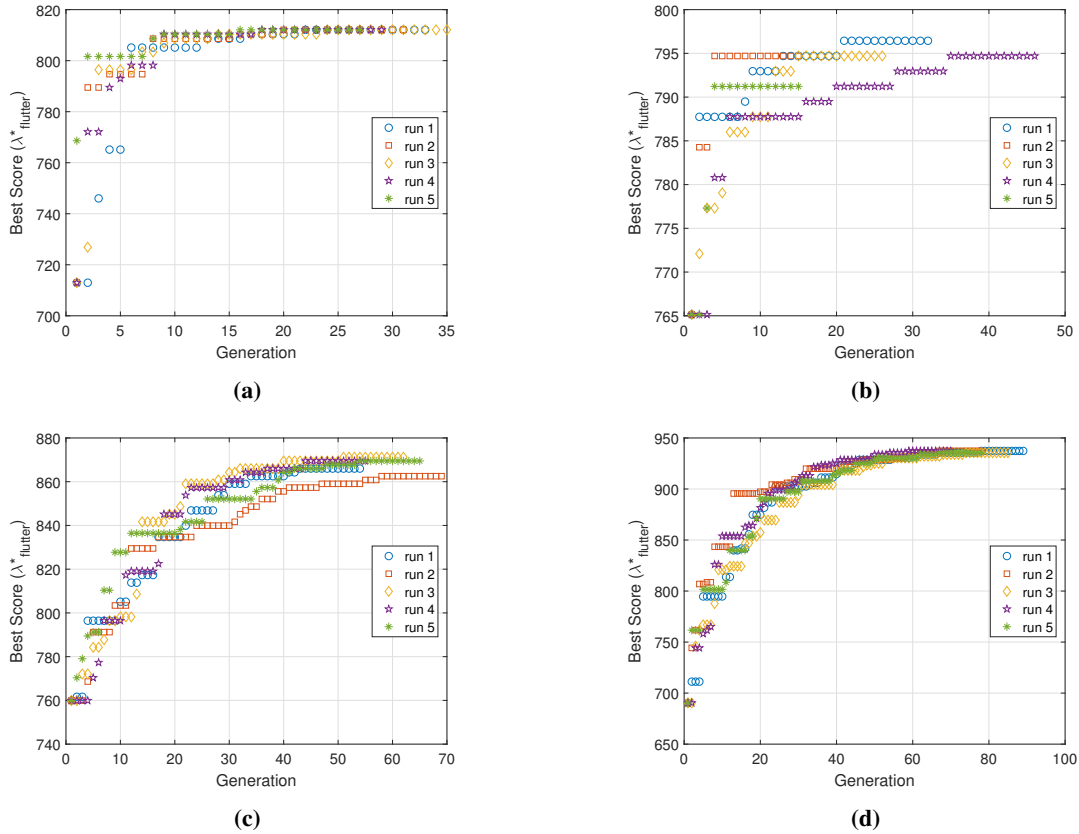 820
800
780
760
740
720
700
0 5 10 15 20 25 30 35
Best Score (λ*flutter)
Generation
run 1
run 2
run 3
run 4
run 5
(a)
800
795
790
785
780
775
770
765
0 10 20 30 40 50
Best Score (λ*flutter)
Generation
run 1
run 2
run 3
run 4
run 5
(b)
880
860
840
820
800
780
760
740
0 10 20 30 40 50 60 70
Best Score (λ*flutter)
Generation
run 1
run 2
run 3
run 4
run 5
(c)
950
900
850
800
750
700
650
0 20 40 60 80 100
Best Score (λ*flutter)
Generation
run 1
run 2
run 3
run 4
run 5
(d)